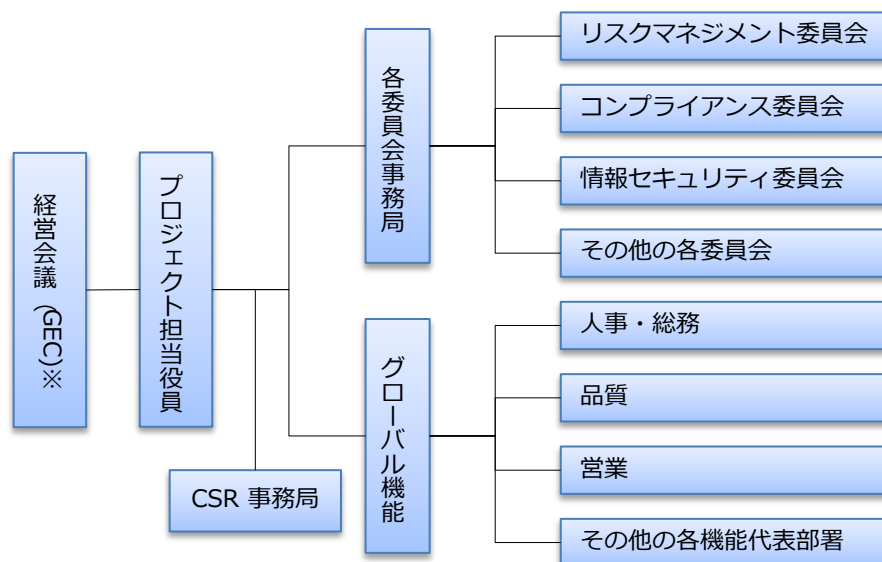 経営会議 (GEC)※
プロジェクト担当役員
CSR 事務局
各委員会事務局
リスクマネジメント委員会
コンプライアンス委員会
情報セキュリティ委員会
その他の各委員会
グローバル機能
人事・総務
品質
営業
その他の各機能代表部署